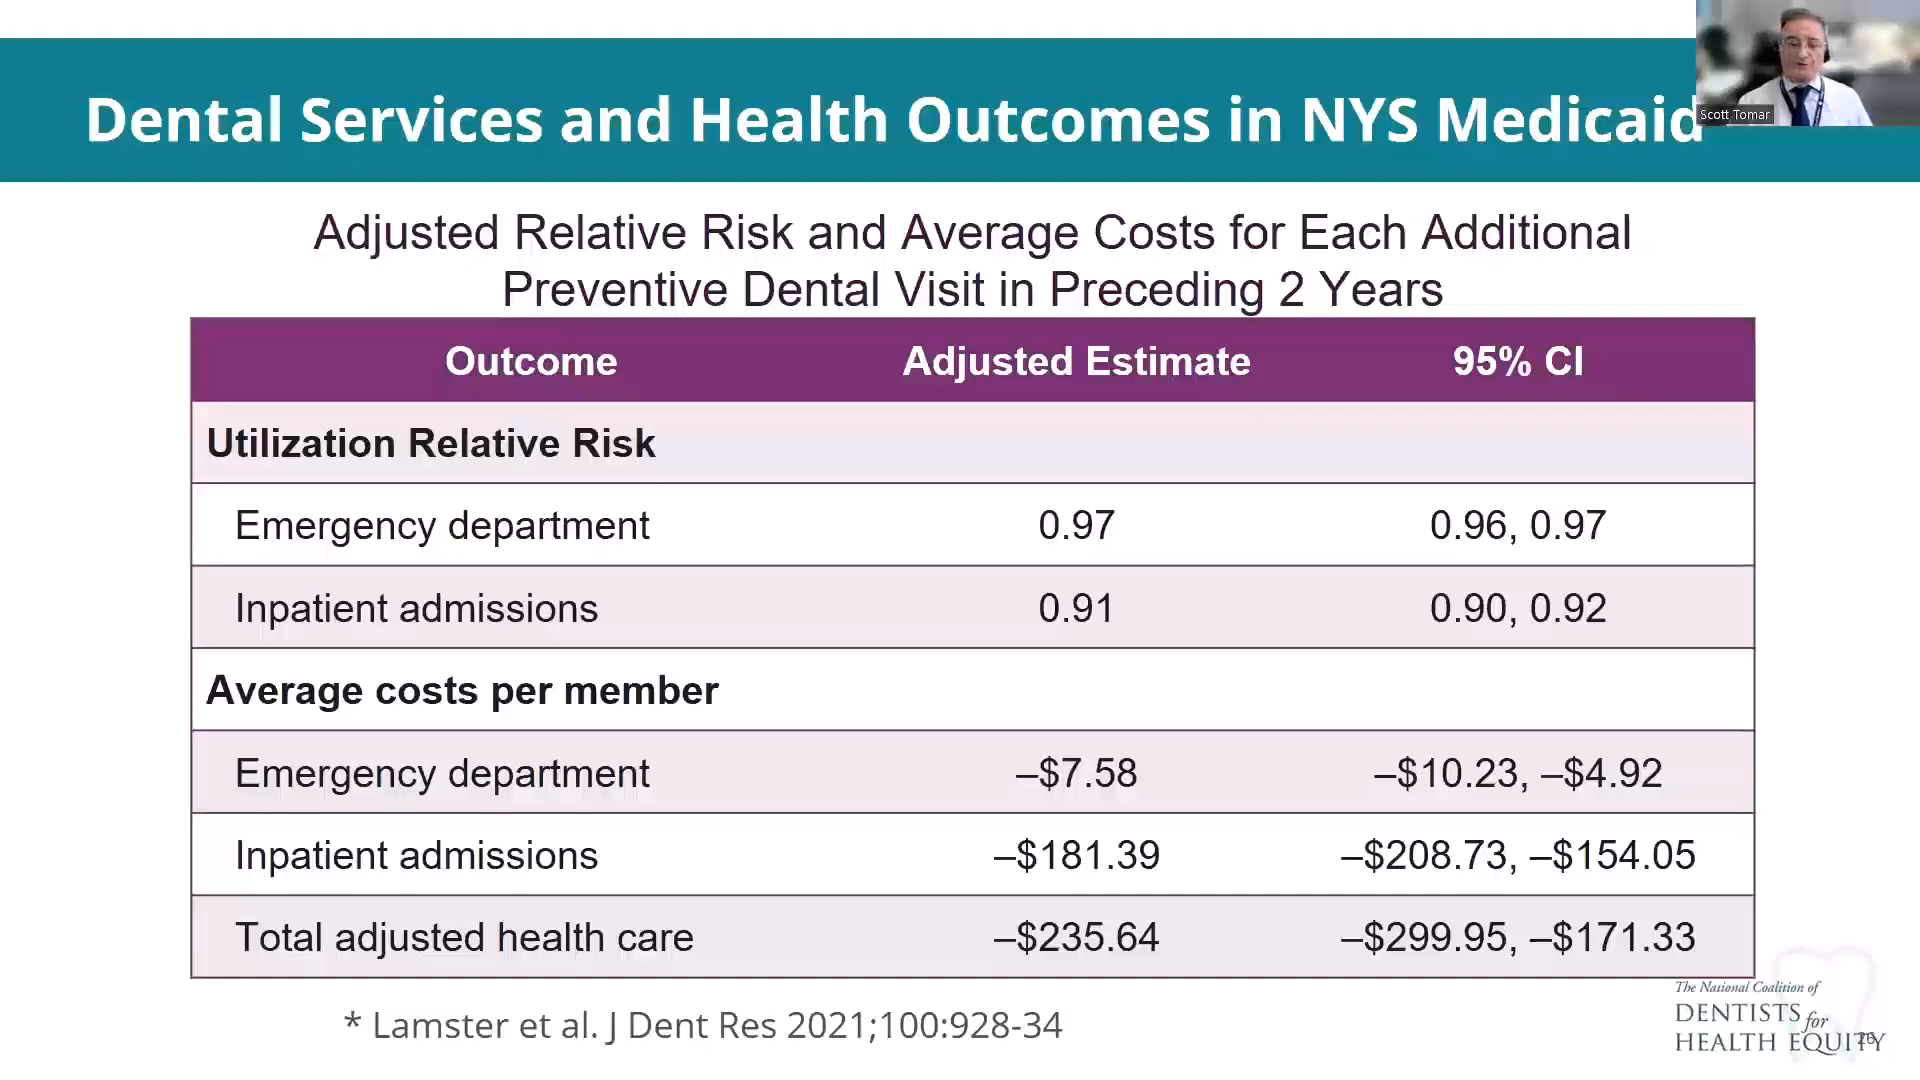 Dental Services and Health Outcomes in NYS Medicaid
Scott Tomar
Adjusted Relative Risk and Average Costs for Each Additional
Preventive Dental Visit in Preceding 2 Years
Outcome Adjusted Estimate 95% CI
Utilization Relative Risk
Emergency department 0.97 0.96, 0.97
Inpatient admissions 0.91 0.90, 0.92
Average costs per member
Emergency department –$7.58 –$10.23, –$4.92
Inpatient admissions –$181.39 –$208.73, –$154.05
Total adjusted health care –$235.64 –$299.95, –$171.33
* Lamster et al. J Dent Res 2021;100:928-34
The National Coalition of
DENTISTS for
HEALTH EQUITY
26